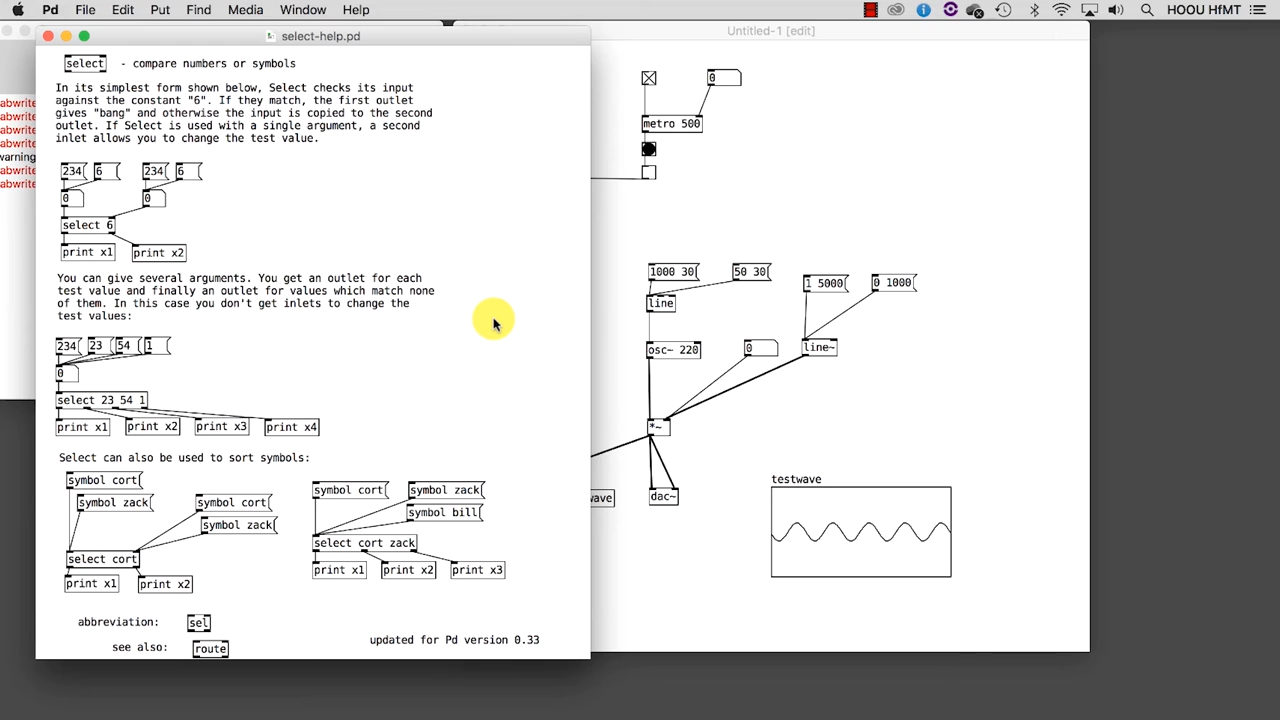 Pd File Edit Put Find Media Window Help HOOU HfMT
select-help.pd
Untitled-1 [edit]
select - compare numbers or symbols
In its simplest form shown below, Select checks its input
against the constant "6". If they match, the first outlet
gives "bang" and otherwise the input is copied to the second
outlet. If Select is used with a single argument, a second
inlet allows you to change the test value.
234 6 234 6
0 0
select 6
print x1 print x2
You can give several arguments. You get an outlet for each
test value and finally an outlet for values which match none
of them. In this case you don't get inlets to change the
test values:
234 23 54 1
0
select 23 54 1
print x1 print x2 print x3 print x4
Select can also be used to sort symbols:
symbol cort
symbol zack symbol cort
symbol zack
select cort
print x1 print x2
symbol cort symbol zack
symbol bill
select cort zack
print x1 print x2 print x3
abbreviation: sel
see also: route
updated for Pd version 0.33
abwrite
abwrite
abwrite
abwrite
warning
abwrite
abwrite
0
metro 500
1000 30 50 30 1 5000 0 1000
line
osc~ 220 0 line~
*~
wave dac~
testwave